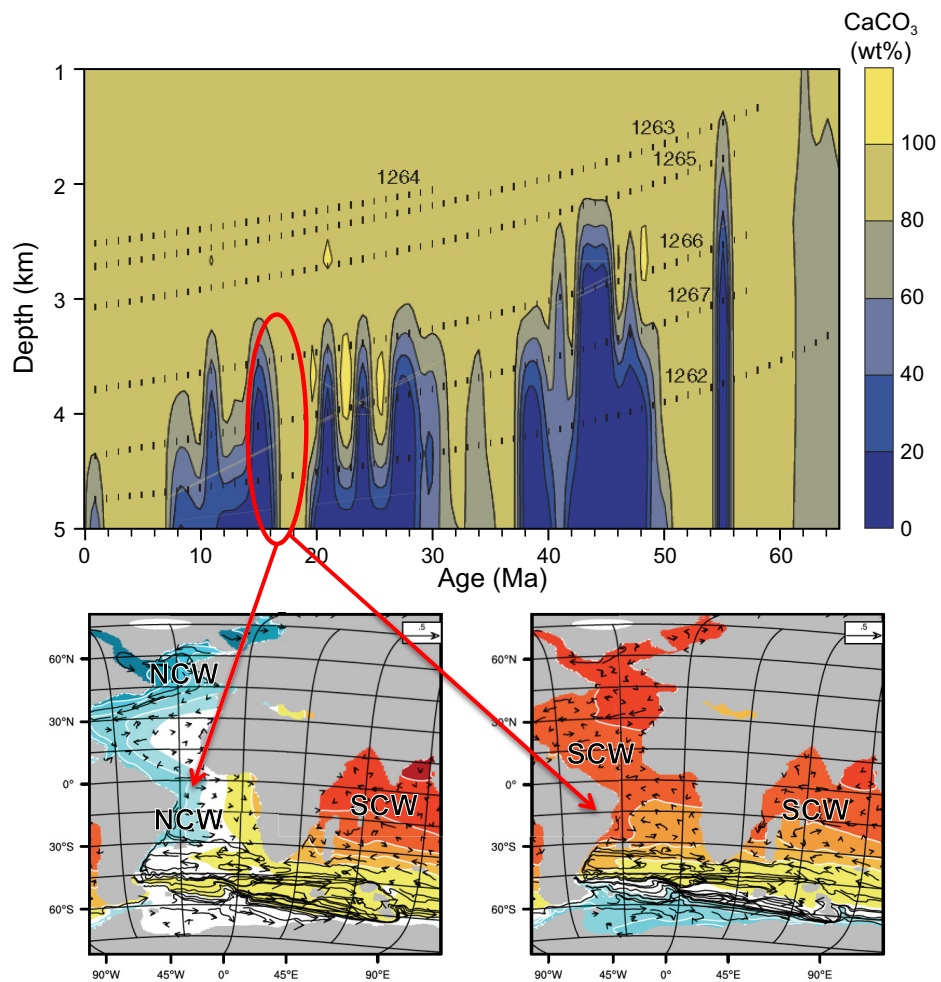 CaCO₃
(wt%)
1
2
3
4
5
Depth (km)
1264
1263
1265
1266
1267
1262
100
80
60
40
20
0
0
10
20
30
40
50
60
Age (Ma)
.5
60°N
30°N
0°
30°S
60°S
NCW
NCW
SCW
90°W
45°W
0°
45°E
90°E
.5
60°N
30°N
0°
30°S
60°S
SCW
SCW
90°W
45°W
0°
45°E
90°E